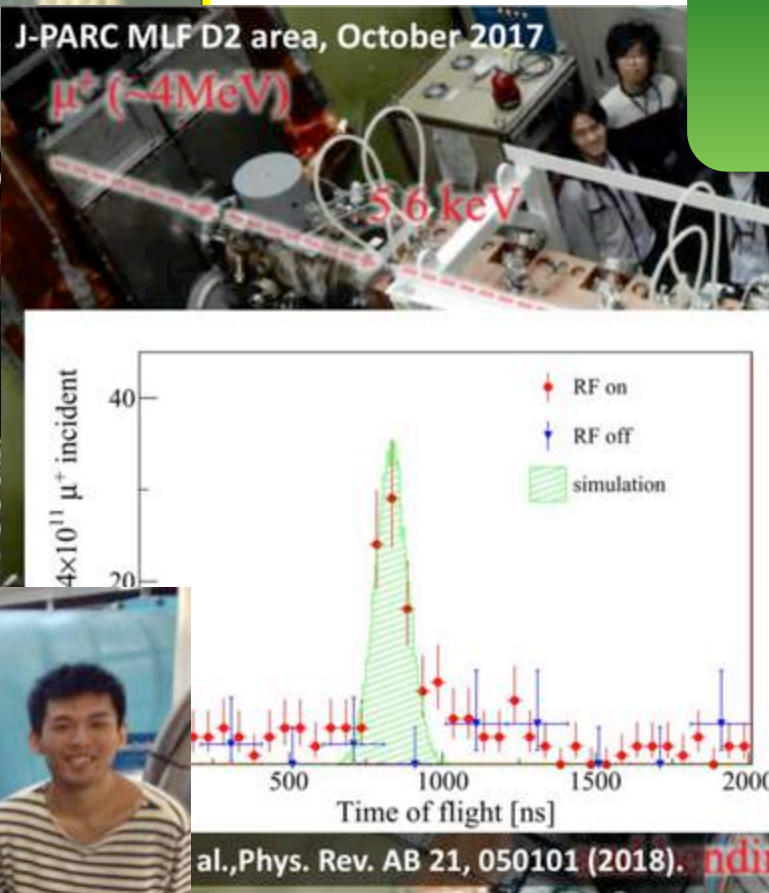 J-PARC MLF D2 area, October 2017
μ⁺ (~4MeV)
5.6 keV
4×10¹¹ μ⁺ incident
40
20
RF on
RF off
simulation
500
1000
1500
2000
Time of flight [ns]
al.,Phys. Rev. AB 21, 050101 (2018).